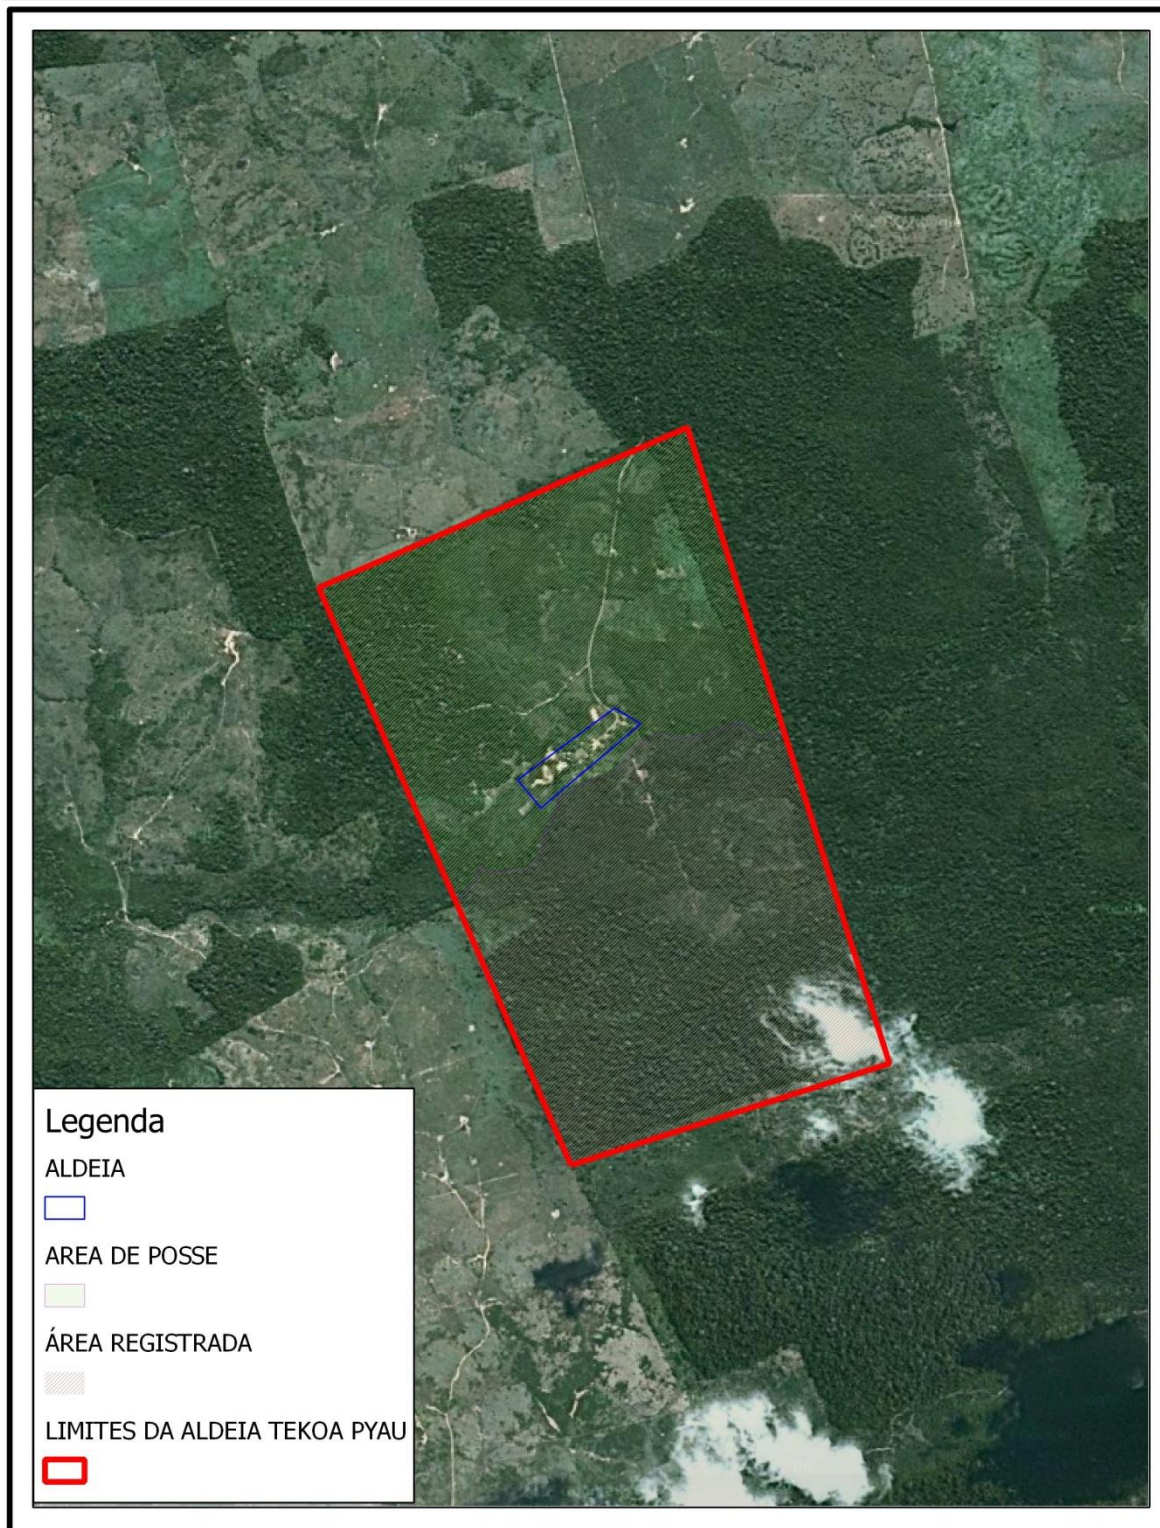 Legenda
ALDEIA
AREA DE POSSE
ÁREA REGISTRADA
LIMITES DA ALDEIA TEKOA PYAU